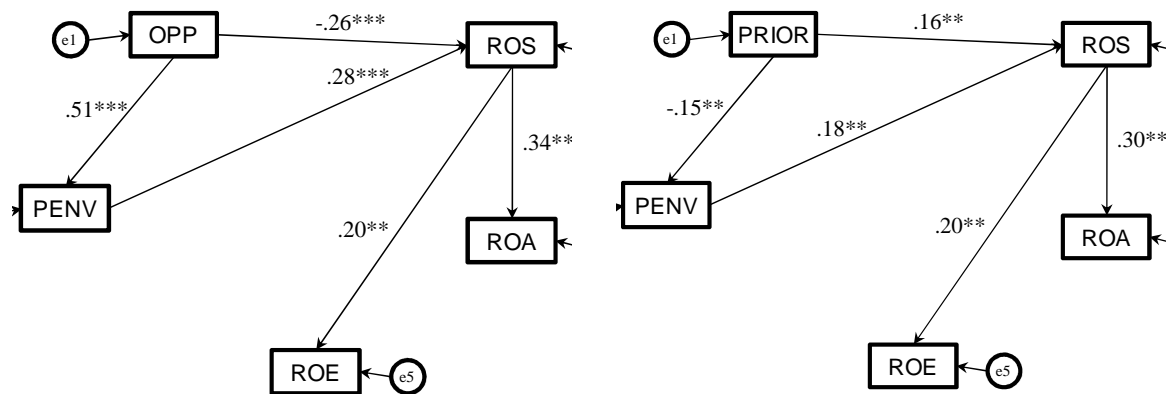 e1 OPP -.26*** ROS
.28***
.51***
.34**
PENV
.20**
ROA
ROE e5
e1 PRIOR .16** ROS
-.15**
.18**
.30**
PENV
.20**
ROA
ROE e5